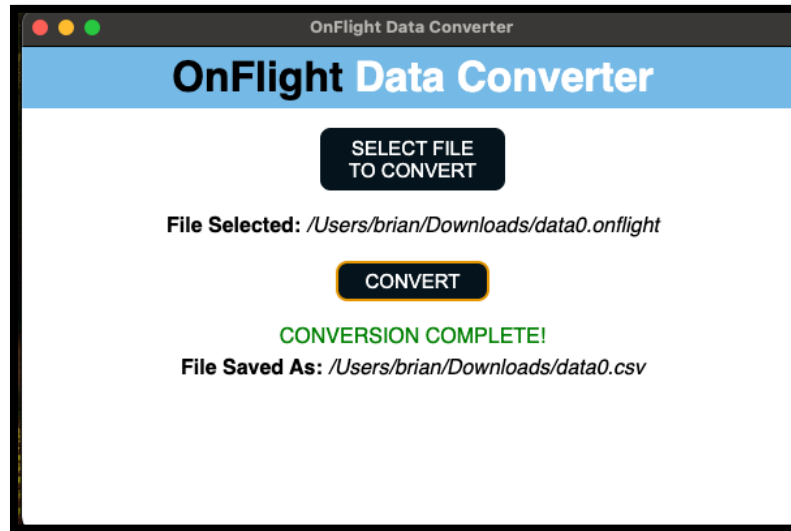 OnFlight Data Converter
OnFlight Data Converter
SELECT FILE
TO CONVERT
File Selected: /Users/brian/Downloads/data0.onflight
CONVERT
CONVERSION COMPLETE!
File Saved As: /Users/brian/Downloads/data0.csv